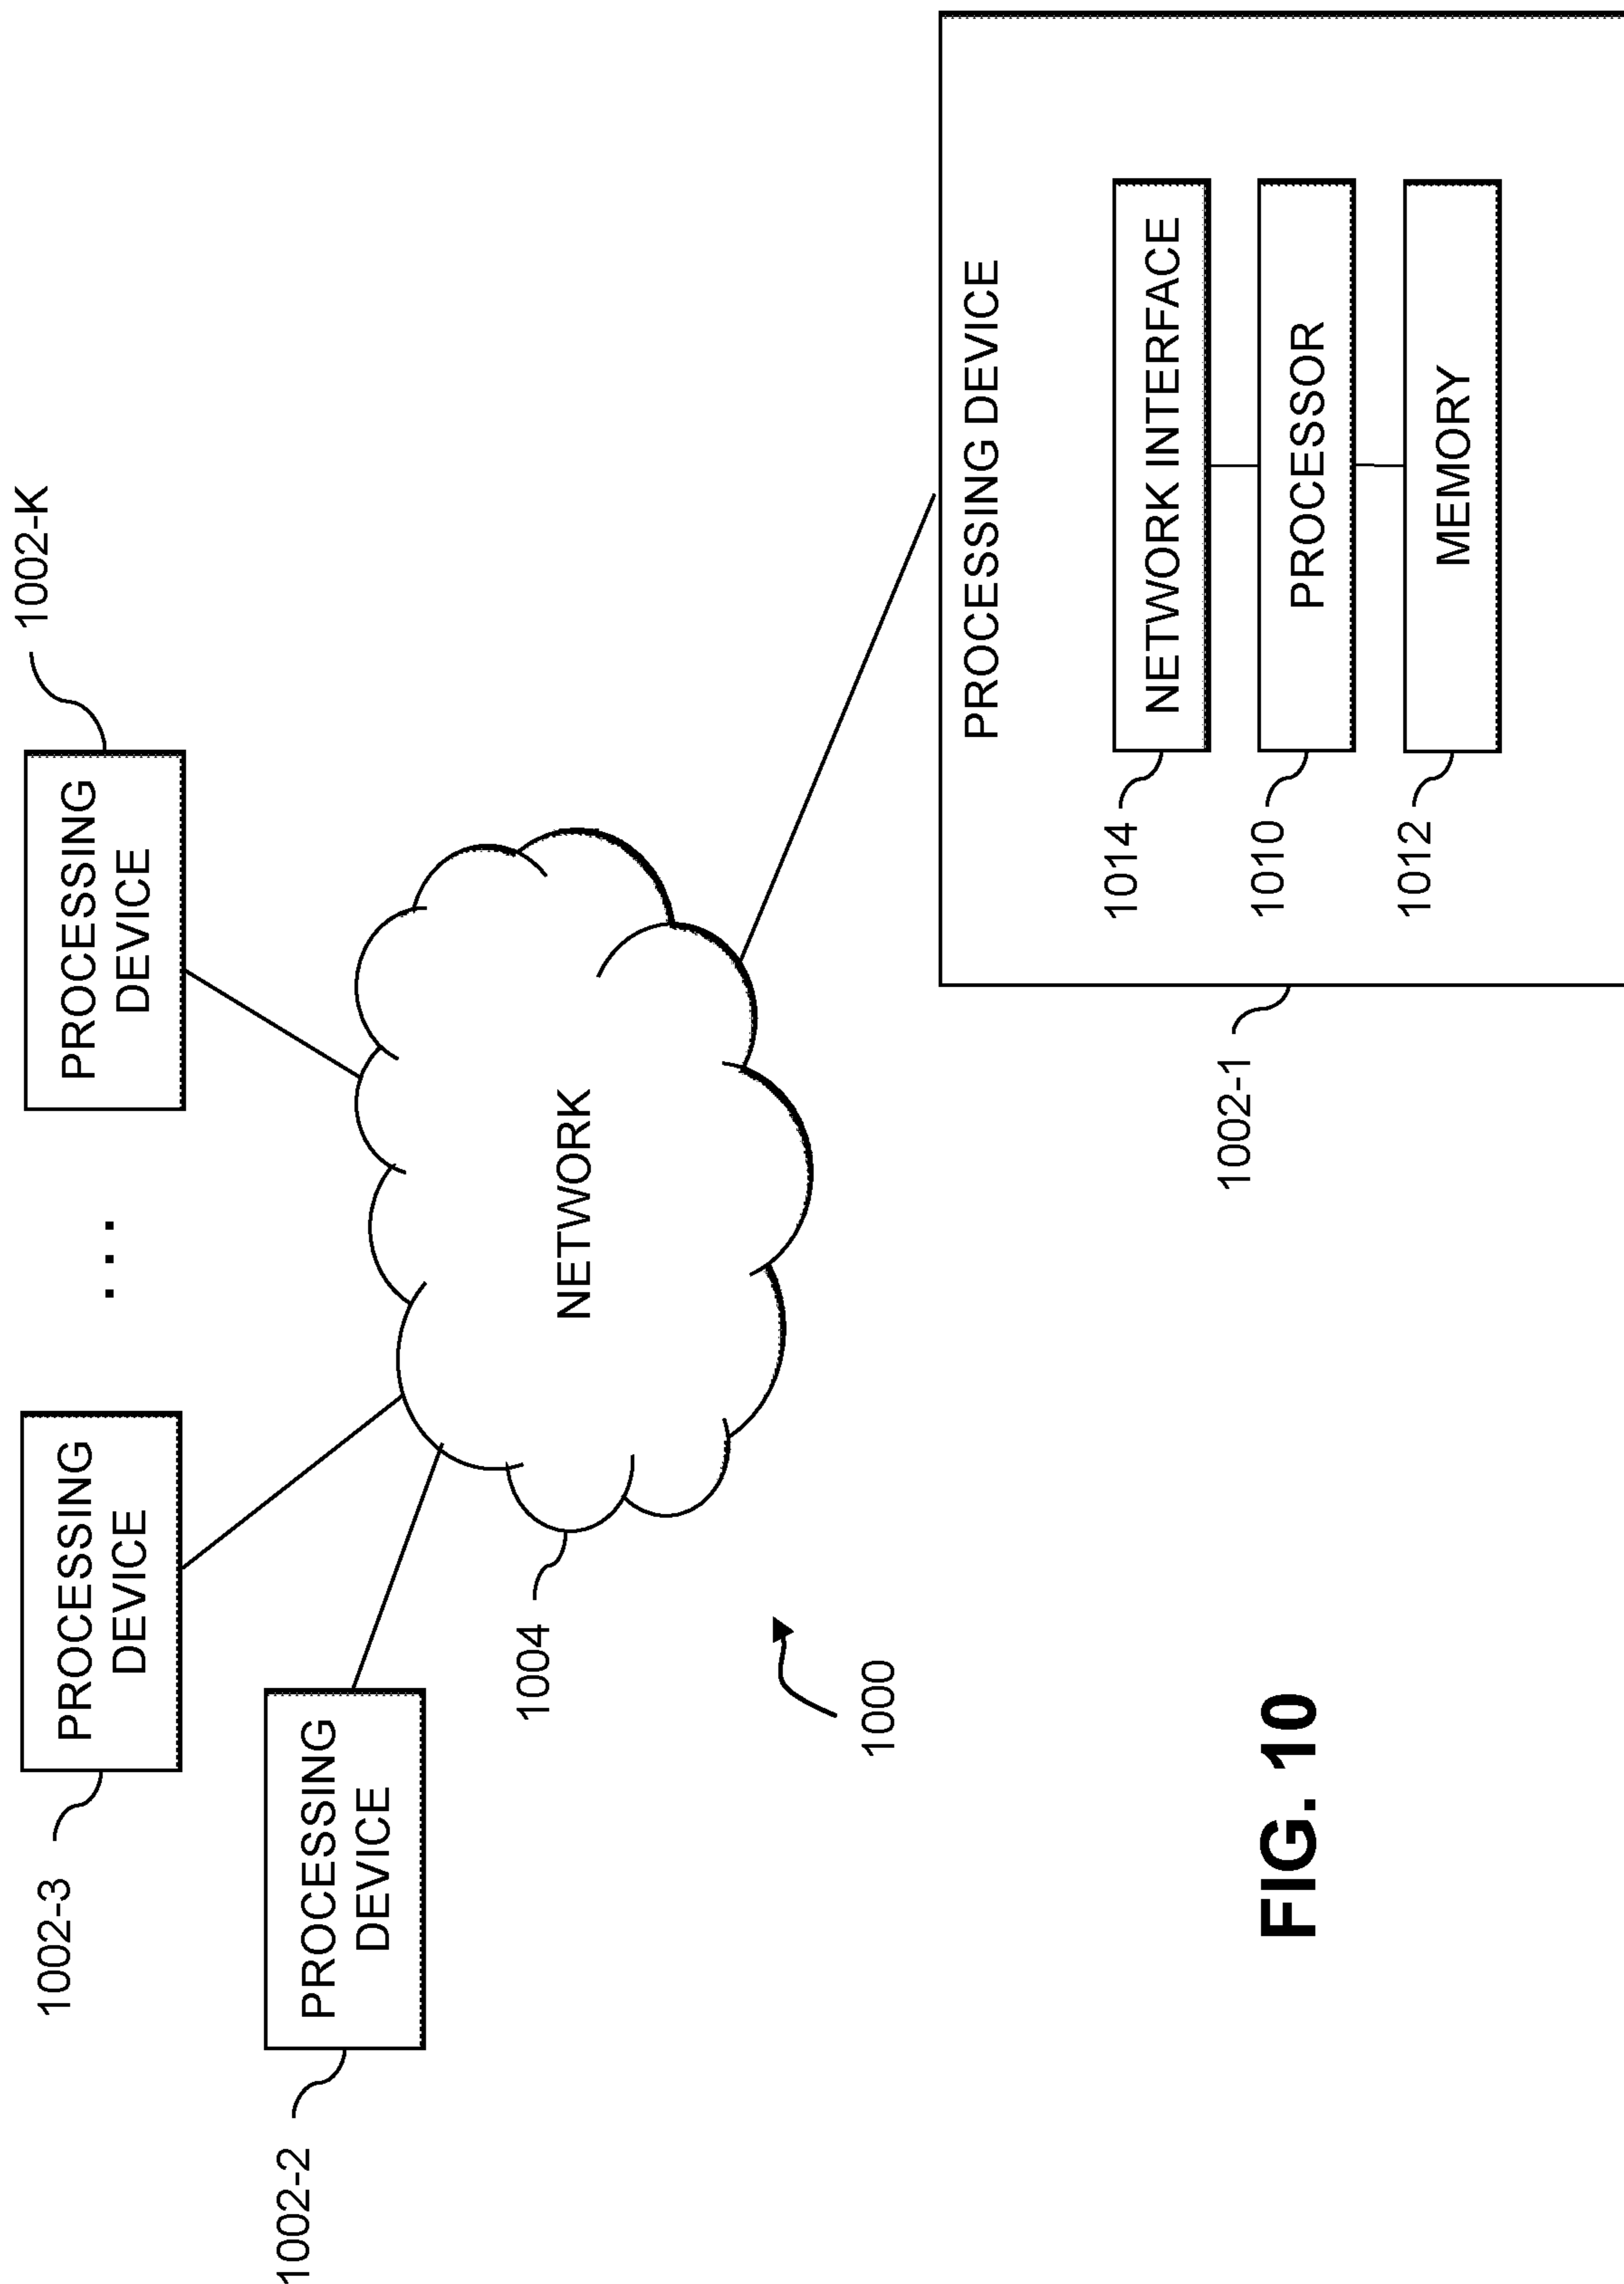 1002-2
PROCESSING
DEVICE
1002-3
PROCESSING
DEVICE
...
PROCESSING
DEVICE
1002-K
NETWORK
1004
1000
PROCESSING DEVICE
1014
NETWORK INTERFACE
1010
PROCESSOR
1012
MEMORY
1002-1
FIG. 10